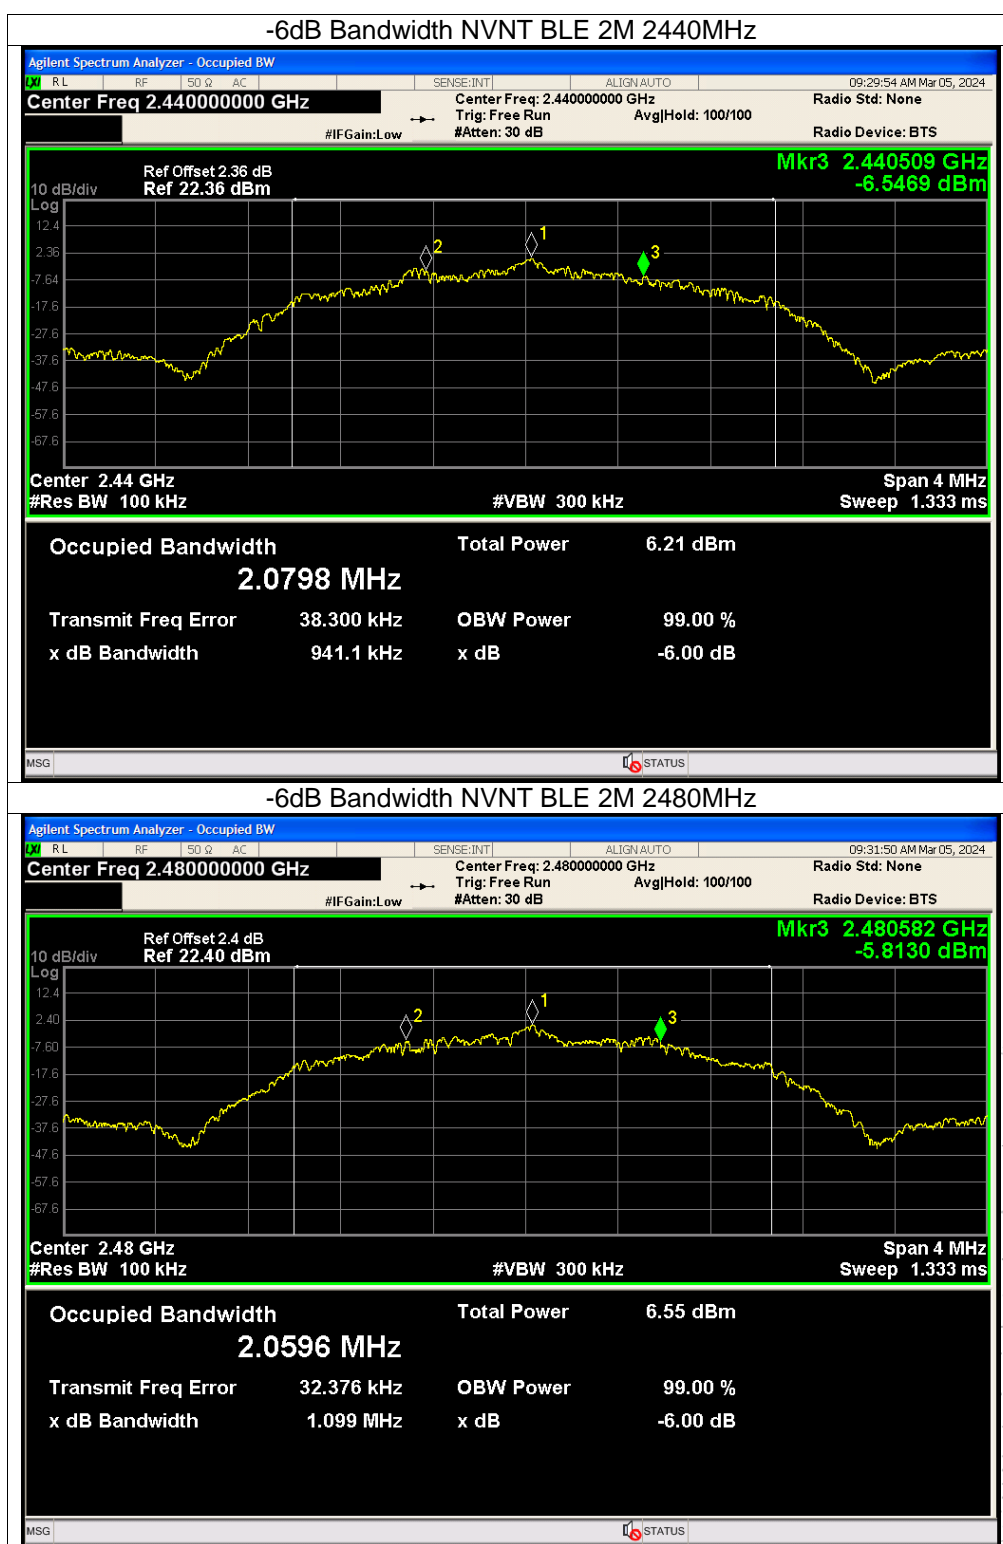 -6dB Bandwidth NVNT BLE 2M 2440MHz
Agilent Spectrum Analyzer - Occupied BW
LXI RL RF 50 Ω AC SENSE:INT ALIGN AUTO 09:29:54 AM Mar 05, 2024
Center Freq 2.440000000 GHz Center Freq: 2.440000000 GHz Radio Std: None
Trig: Free Run Avg|Hold: 100/100
#IFGain:Low #Atten: 30 dB Radio Device: BTS
Mkr3 2.440509 GHz
Ref Offset 2.36 dB
10 dB/div Ref 22.36 dBm -6.5469 dBm
Log
12.4
2.36
-7.64
-17.6
-27.6
-37.6
-47.6
-57.6
-67.6
2 1 3
Center 2.44 GHz Span 4 MHz
#Res BW 100 kHz #VBW 300 kHz Sweep 1.333 ms
Occupied Bandwidth Total Power 6.21 dBm
2.0798 MHz
Transmit Freq Error 38.300 kHz OBW Power 99.00 %
x dB Bandwidth 941.1 kHz x dB -6.00 dB
MSG STATUS
-6dB Bandwidth NVNT BLE 2M 2480MHz
Agilent Spectrum Analyzer - Occupied BW
LXI RL RF 50 Ω AC SENSE:INT ALIGN AUTO 09:31:50 AM Mar 05, 2024
Center Freq 2.480000000 GHz Center Freq: 2.480000000 GHz Radio Std: None
Trig: Free Run Avg|Hold: 100/100
#IFGain:Low #Atten: 30 dB Radio Device: BTS
Mkr3 2.480582 GHz
Ref Offset 2.4 dB
10 dB/div Ref 22.40 dBm -5.8130 dBm
Log
12.4
2.40
-7.60
-17.6
-27.6
-37.6
-47.6
-57.6
-67.6
2 1 3
Center 2.48 GHz Span 4 MHz
#Res BW 100 kHz #VBW 300 kHz Sweep 1.333 ms
Occupied Bandwidth Total Power 6.55 dBm
2.0596 MHz
Transmit Freq Error 32.376 kHz OBW Power 99.00 %
x dB Bandwidth 1.099 MHz x dB -6.00 dB
MSG STATUS